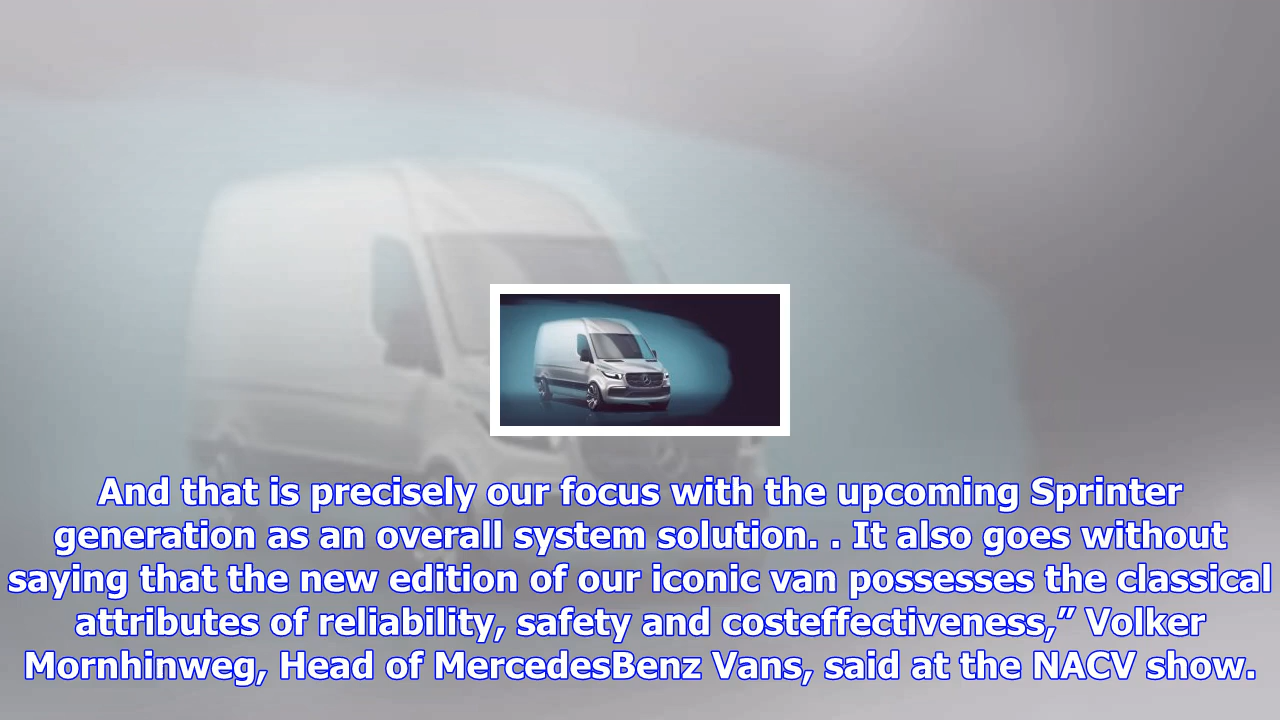 And that is precisely our focus with the upcoming Sprinter
generation as an overall system solution. . It also goes without
saying that the new edition of our iconic van possesses the classical
attributes of reliability, safety and costeffectiveness,” Volker
Mornhinweg, Head of MercedesBenz Vans, said at the NACV show.